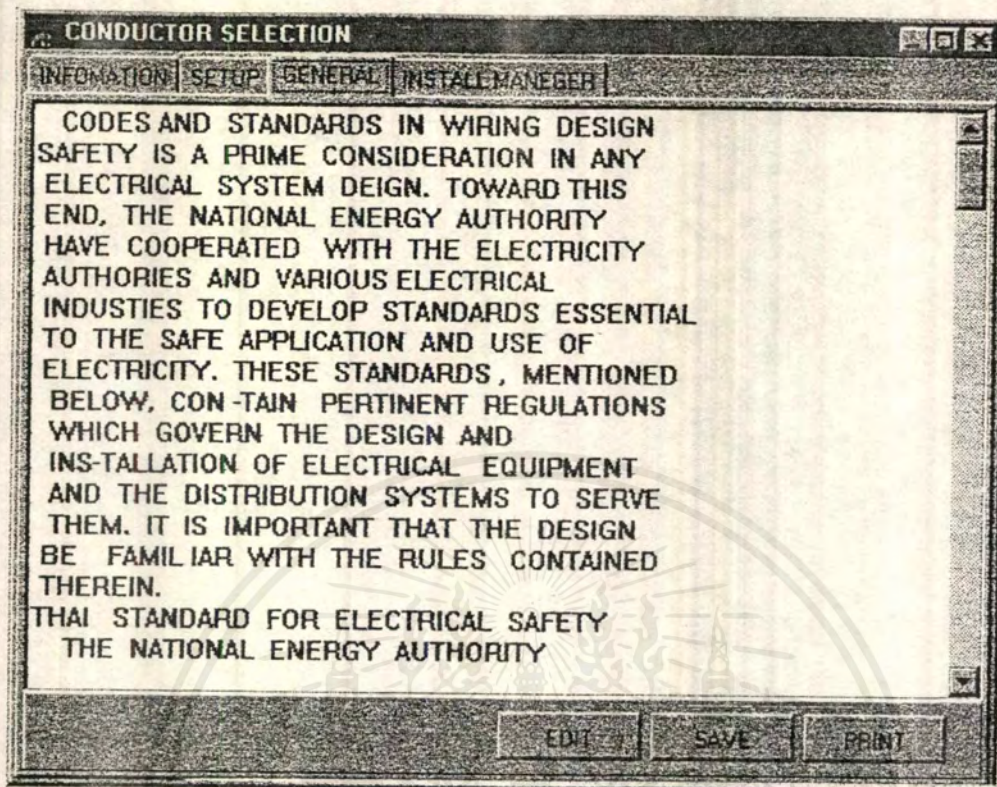 CONDUCTOR SELECTION
INFOMATION SETUP GENERAL INSTALL MANEGER
CODES AND STANDARDS IN WIRING DESIGN
SAFETY IS A PRIME CONSIDERATION IN ANY
ELECTRICAL SYSTEM DEIGN. TOWARD THIS
END, THE NATIONAL ENERGY AUTHORITY
HAVE COOPERATED WITH THE ELECTRICITY
AUTHORIES AND VARIOUS ELECTRICAL
INDUSTIES TO DEVELOP STANDARDS ESSENTIAL
TO THE SAFE APPLICATION AND USE OF
ELECTRICITY. THESE STANDARDS , MENTIONED
BELOW, CON -TAIN PERTINENT REGULATIONS
WHICH GOVERN THE DESIGN AND
INS-TALLATION OF ELECTRICAL EQUIPMENT
AND THE DISTRIBUTION SYSTEMS TO SERVE
THEM. IT IS IMPORTANT THAT THE DESIGN
BE FAMIL IAR WITH THE RULES CONTAINED
THEREIN.
THAI STANDARD FOR ELECTRICAL SAFETY
THE NATIONAL ENERGY AUTHORITY
EDIT SAVE PRINT